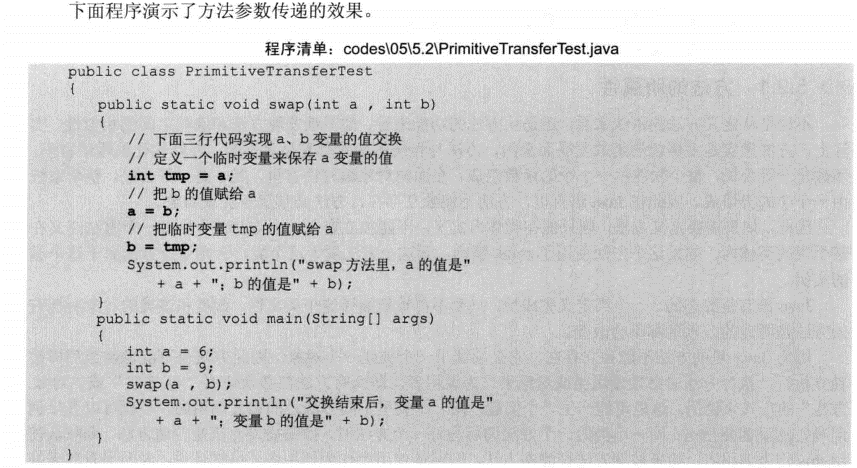 下面程序演示了方法参数传递的效果。
程序清单：codes\05\5.2\PrimitiveTransferTest.java
public class PrimitiveTransferTest
{
public static void swap(int a , int b)
{
// 下面三行代码实现 a、b 变量的值交换
// 定义一个临时变量来保存 a 变量的值
int tmp = a;
// 把 b 的值赋给 a
a = b;
// 把临时变量 tmp 的值赋给 a
b = tmp;
System.out.println("swap 方法里，a 的值是"
+ a + "；b 的值是" + b);
}
public static void main(String[] args)
{
int a = 6;
int b = 9;
swap(a , b);
System.out.println("交换结束后，变量 a 的值是"
+ a + "；变量 b 的值是" + b);
}
}